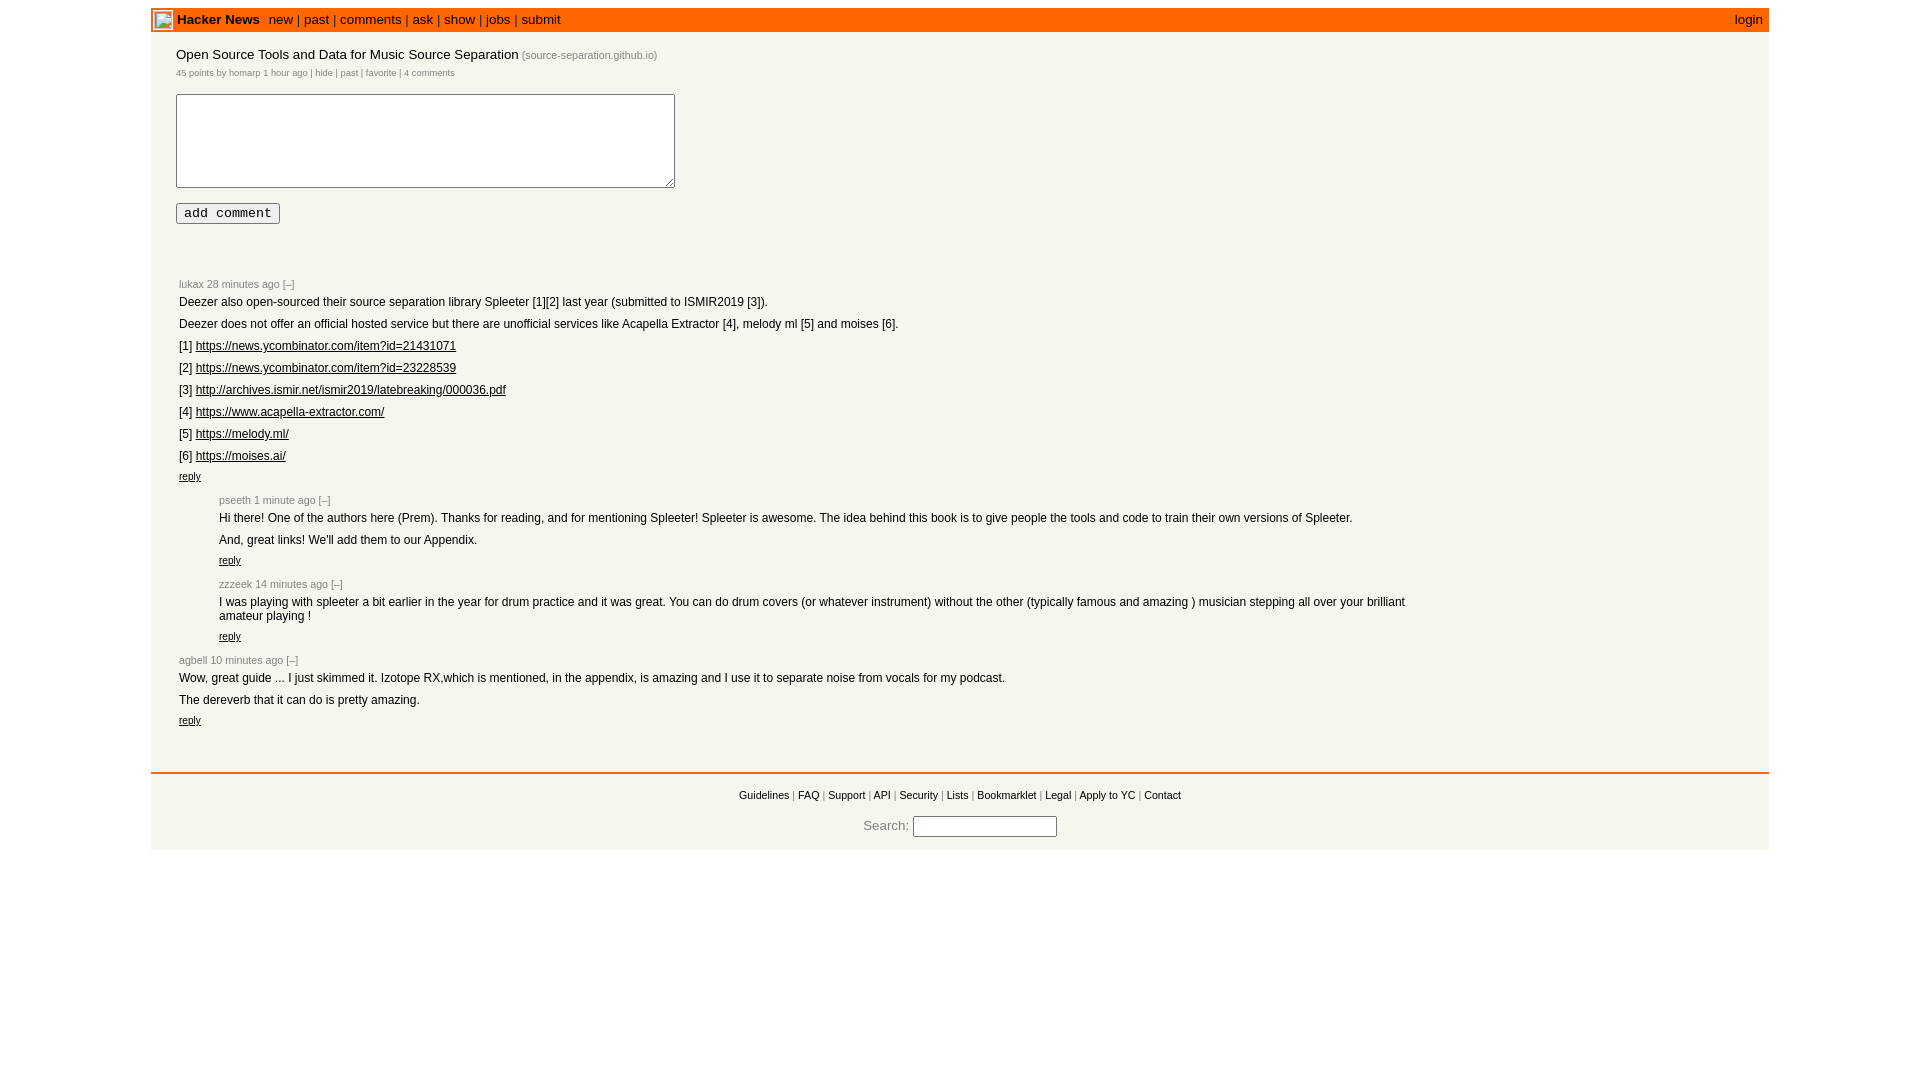 Hacker News new | past | comments | ask | show | jobs | submit login
Open Source Tools and Data for Music Source Separation (source-separation.github.io)
45 points by homarp 1 hour ago | hide | past | favorite | 4 comments
add comment
lukax 28 minutes ago [–]
Deezer also open-sourced their source separation library Spleeter [1][2] last year (submitted to ISMIR2019 [3]).
Deezer does not offer an official hosted service but there are unofficial services like Acapella Extractor [4], melody ml [5] and moises [6].
[1] https://news.ycombinator.com/item?id=21431071
[2] https://news.ycombinator.com/item?id=23228539
[3] http://archives.ismir.net/ismir2019/latebreaking/000036.pdf
[4] https://www.acapella-extractor.com/
[5] https://melody.ml/
[6] https://moises.ai/
reply
pseeth 1 minute ago [–]
Hi there! One of the authors here (Prem). Thanks for reading, and for mentioning Spleeter! Spleeter is awesome. The idea behind this book is to give people the tools and code to train their own versions of Spleeter.
And, great links! We'll add them to our Appendix.
reply
zzzeek 14 minutes ago [–]
I was playing with spleeter a bit earlier in the year for drum practice and it was great. You can do drum covers (or whatever instrument) without the other (typically famous and amazing ) musician stepping all over your brilliant
amateur playing !
reply
agbell 10 minutes ago [–]
Wow, great guide ... I just skimmed it. Izotope RX,which is mentioned, in the appendix, is amazing and I use it to separate noise from vocals for my podcast.
The dereverb that it can do is pretty amazing.
reply
Guidelines | FAQ | Support | API | Security | Lists | Bookmarklet | Legal | Apply to YC | Contact
Search: